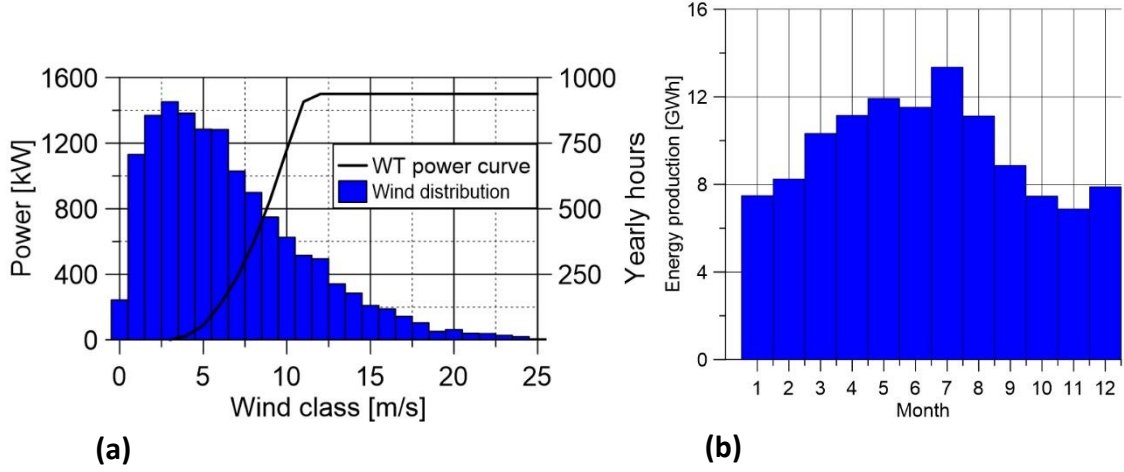 1600
1200
800
400
0
Power [kW]
1000
750
500
250
0
Yearly hours
WT power curve
Wind distribution
0 5 10 15 20 25
Wind class [m/s]
(a)
16
12
8
4
0
Energy production [GWh]
1 2 3 4 5 6 7 8 9 10 11 12
Month
(b)